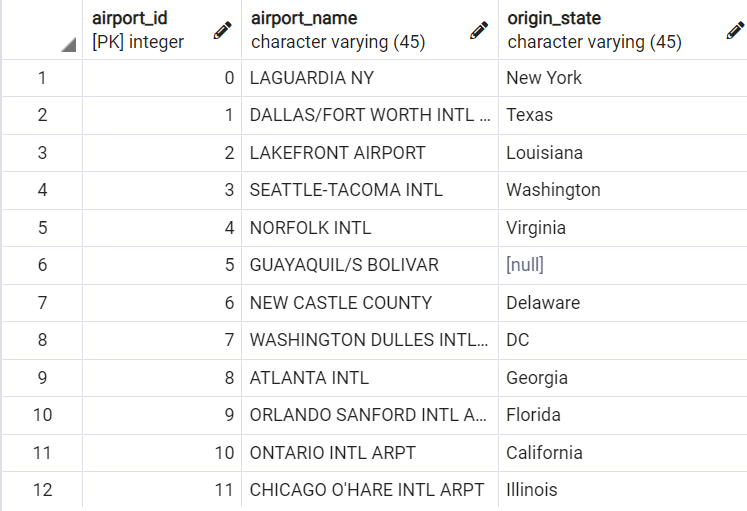 airport_id airport_name origin_state
[PK] integer character varying (45) character varying (45)
1 0 LAGUARDIA NY New York
2 1 DALLAS/FORT WORTH INTL ... Texas
3 2 LAKEFRONT AIRPORT Louisiana
4 3 SEATTLE-TACOMA INTL Washington
5 4 NORFOLK INTL Virginia
6 5 GUAYAQUIL/S BOLIVAR [null]
7 6 NEW CASTLE COUNTY Delaware
8 7 WASHINGTON DULLES INTL... DC
9 8 ATLANTA INTL Georgia
10 9 ORLANDO SANFORD INTL A... Florida
11 10 ONTARIO INTL ARPT California
12 11 CHICAGO O'HARE INTL ARPT Illinois